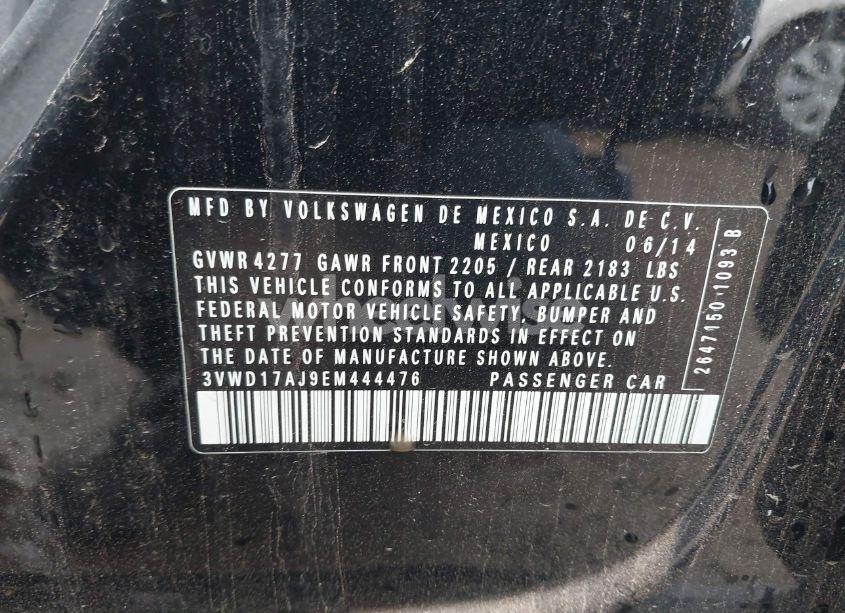 MFD BY VOLKSWAGEN DE MEXICO S.A. DE C.V.
MEXICO 06/14
GVWR 4277 GAWR FRONT 2205 / REAR 2183 LBS
THIS VEHICLE CONFORMS TO ALL APPLICABLE U.S.
FEDERAL MOTOR VEHICLE SAFETY, BUMPER AND
THEFT PREVENTION STANDARDS IN EFFECT ON
THE DATE OF MANUFACTURE SHOWN ABOVE.
3VWD17AJ9EM444476 PASSENGER CAR
2647150-1093 B